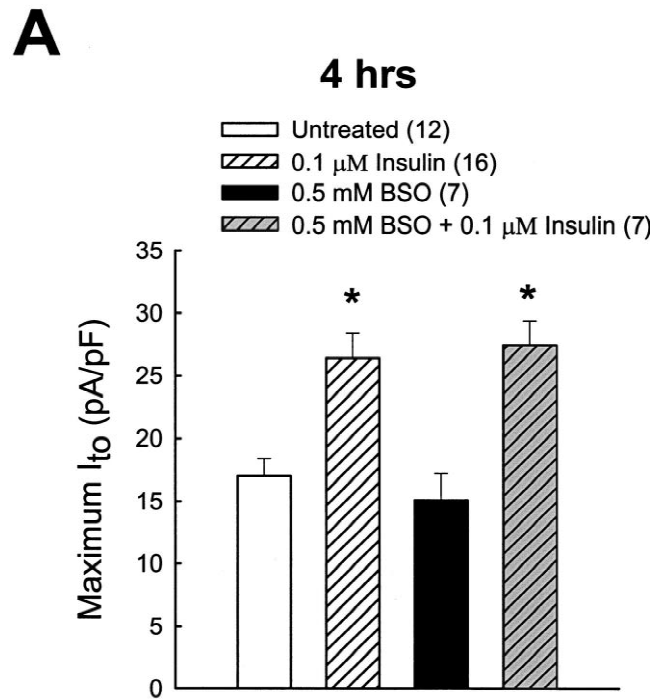 A
4 hrs
Untreated (12)
0.1 μM Insulin (16)
0.5 mM BSO (7)
0.5 mM BSO + 0.1 μM Insulin (7)
35
30
25
20
15
10
5
0
Maximum Ito (pA/pF)
*
*